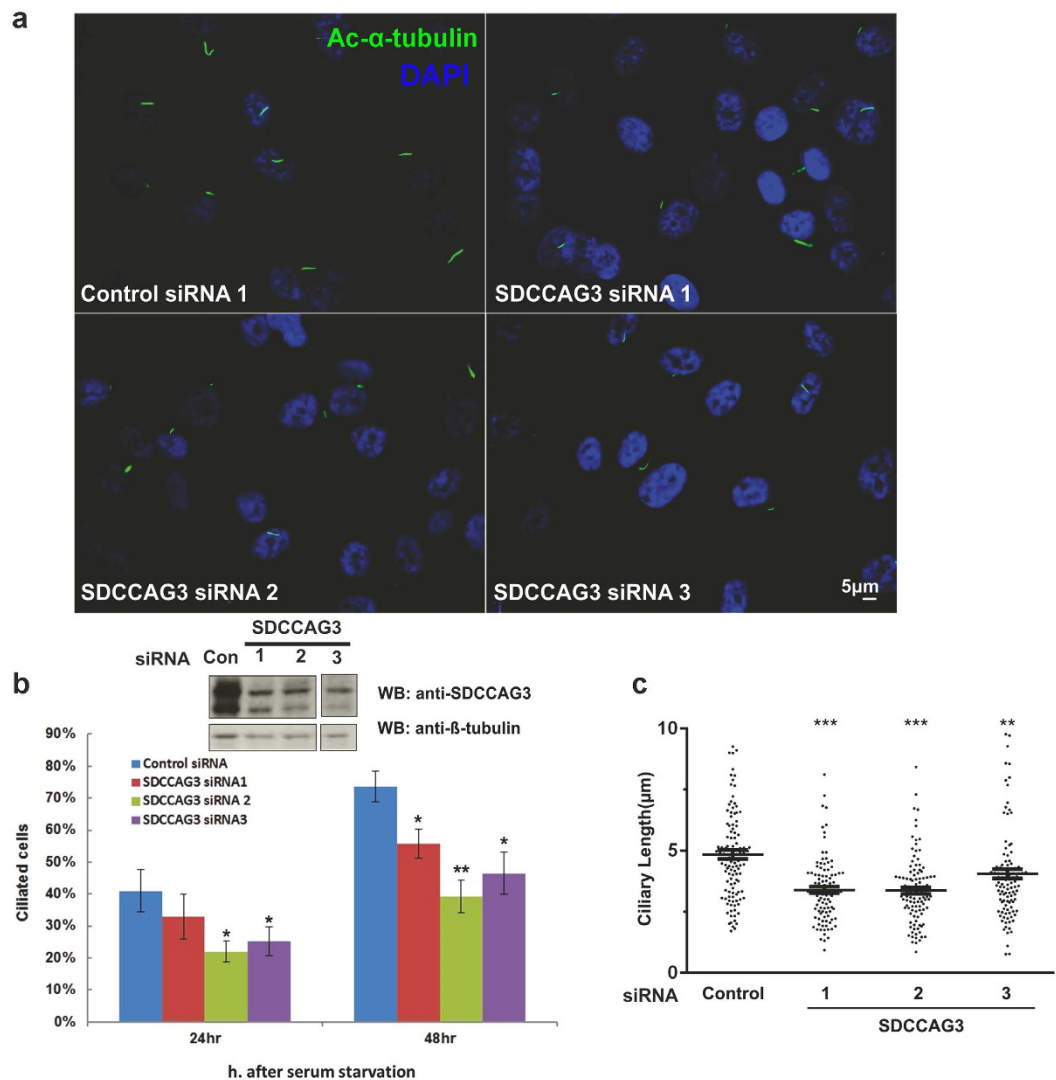 a
Ac-α-tubulin
DAPI
Control siRNA 1
SDCCAG3 siRNA 1
SDCCAG3 siRNA 2
SDCCAG3 siRNA 3
5µm
b
SDCCAG3
siRNA Con 1 2 3
WB: anti-SDCCAG3
WB: anti-ß-tubulin
Ciliated cells
90%
80%
70%
60%
50%
40%
30%
20%
10%
0%
Control siRNA
SDCCAG3 siRNA1
SDCCAG3 siRNA 2
SDCCAG3 siRNA3
* *
* ** *
24hr 48hr
h. after serum starvation
c
*** *** **
Ciliary Length(µm)
10
5
0
siRNA Control 1 2 3
SDCCAG3